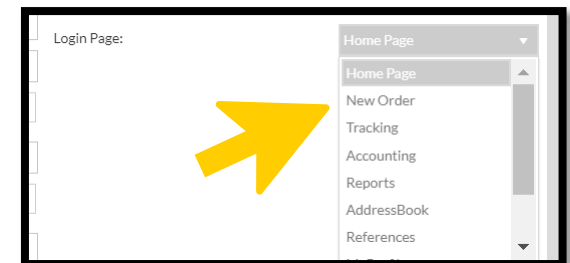 Login Page:
Home Page
Home Page
New Order
Tracking
Accounting
Reports
AddressBook
References